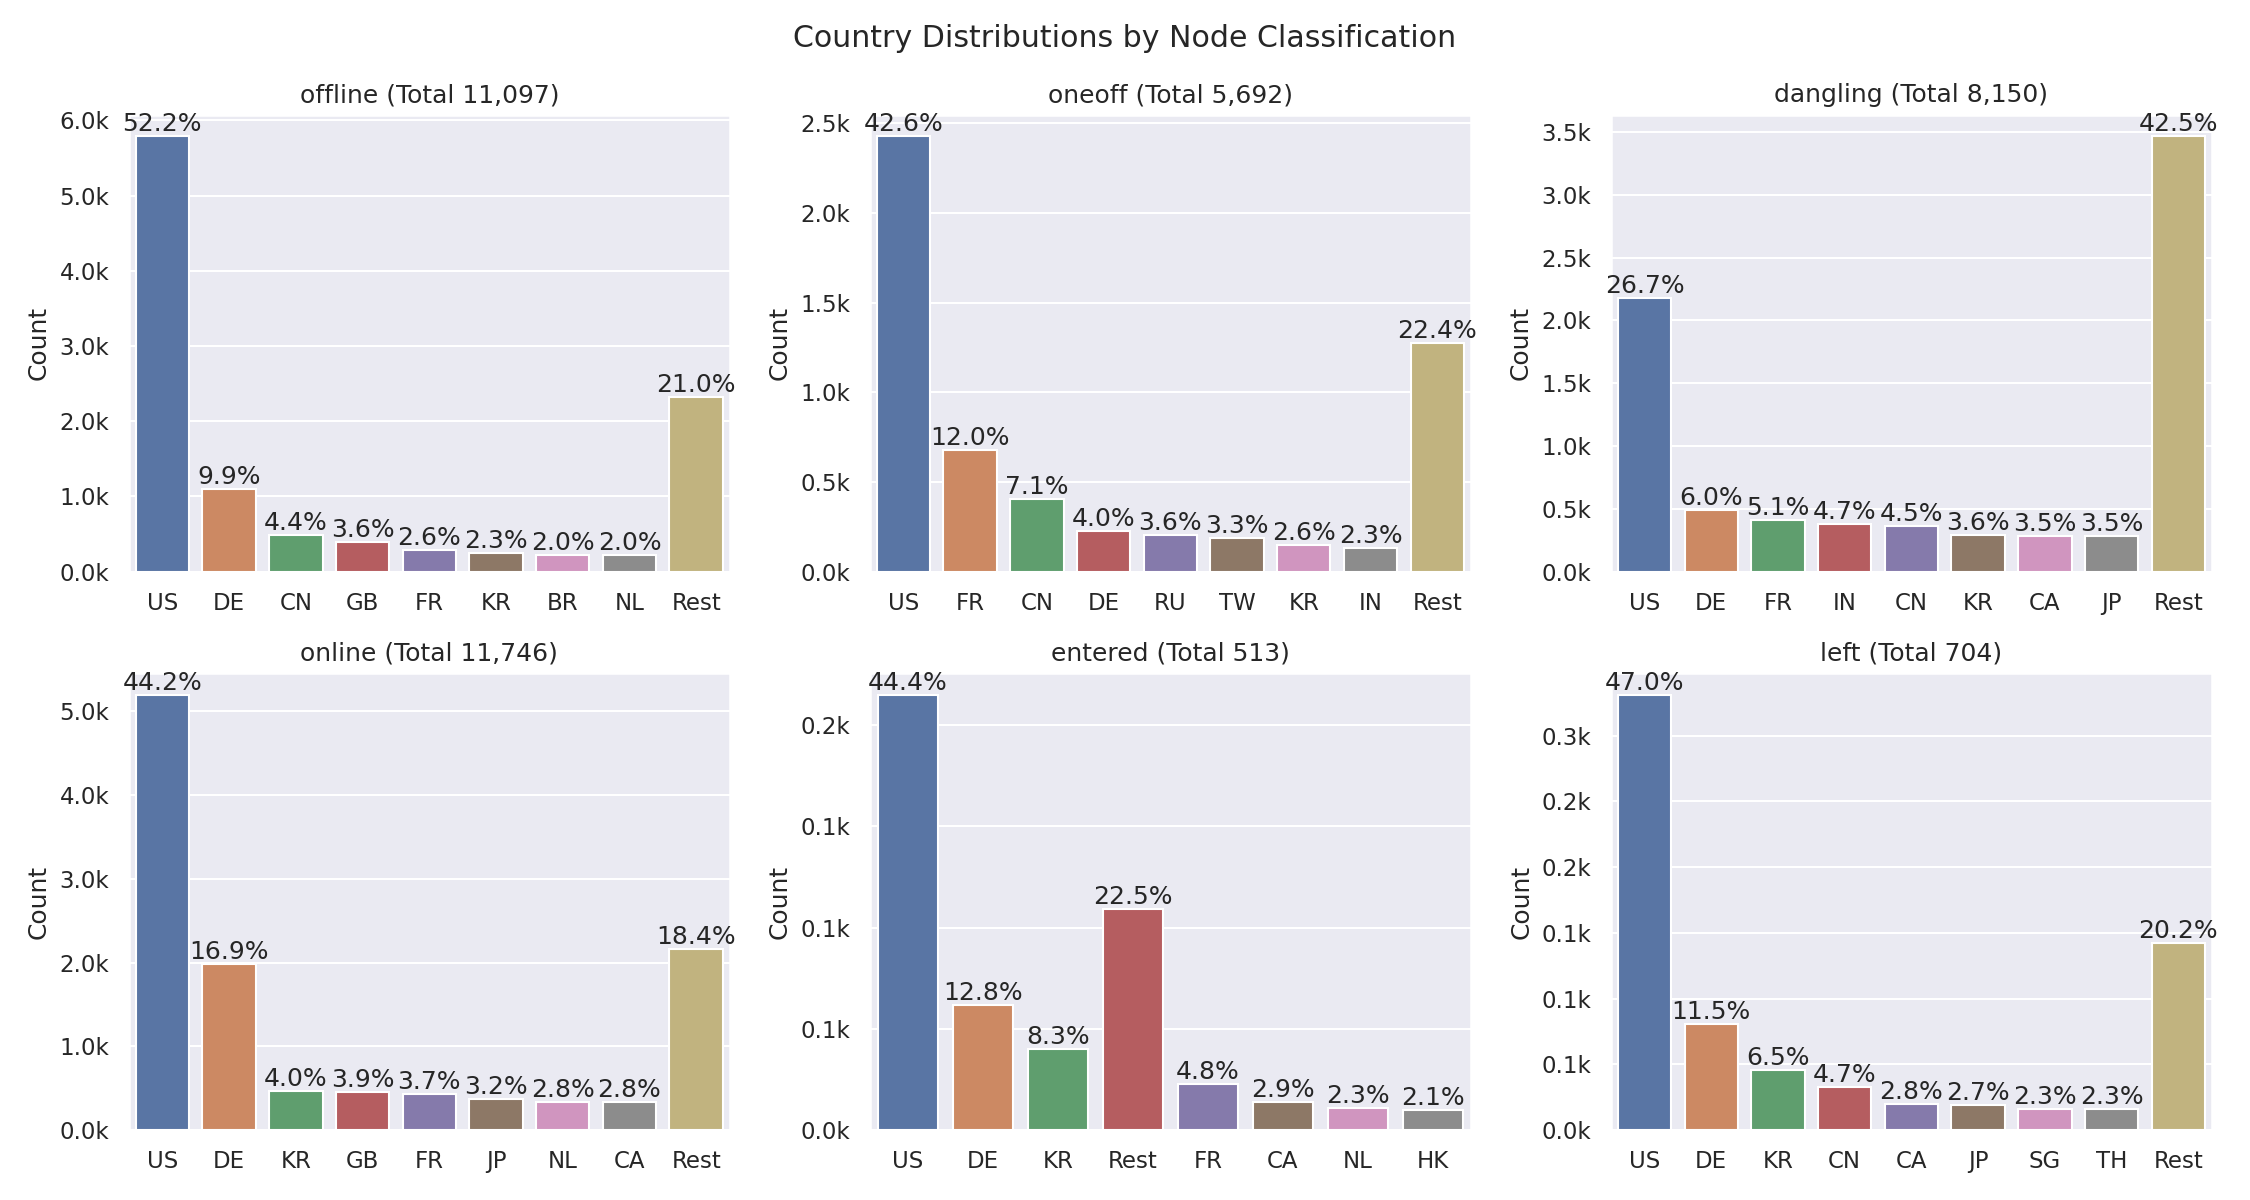 Country Distributions by Node Classification
offline (Total 11,097)
Count
6.0k
5.0k
4.0k
3.0k
2.0k
1.0k
0.0k
52.2%
9.9%
4.4%
3.6%
2.6%
2.3%
2.0%
2.0%
21.0%
US DE CN GB FR KR BR NL Rest
oneoff (Total 5,692)
Count
2.5k
2.0k
1.5k
1.0k
0.5k
0.0k
42.6%
12.0%
7.1%
4.0%
3.6%
3.3%
2.6%
2.3%
22.4%
US FR CN DE RU TW KR IN Rest
dangling (Total 8,150)
Count
3.5k
3.0k
2.5k
2.0k
1.5k
1.0k
0.5k
0.0k
26.7%
6.0%
5.1%
4.7%
4.5%
3.6%
3.5%
3.5%
42.5%
US DE FR IN CN KR CA JP Rest
online (Total 11,746)
Count
5.0k
4.0k
3.0k
2.0k
1.0k
0.0k
44.2%
16.9%
4.0%
3.9%
3.7%
3.2%
2.8%
2.8%
18.4%
US DE KR GB FR JP NL CA Rest
entered (Total 513)
Count
0.2k
0.1k
0.1k
0.1k
0.0k
44.4%
12.8%
8.3%
22.5%
4.8%
2.9%
2.3%
2.1%
US DE KR Rest FR CA NL HK
left (Total 704)
Count
0.3k
0.2k
0.2k
0.1k
0.1k
0.1k
0.0k
47.0%
11.5%
6.5%
4.7%
2.8%
2.7%
2.3%
2.3%
20.2%
US DE KR CN CA JP SG TH Rest